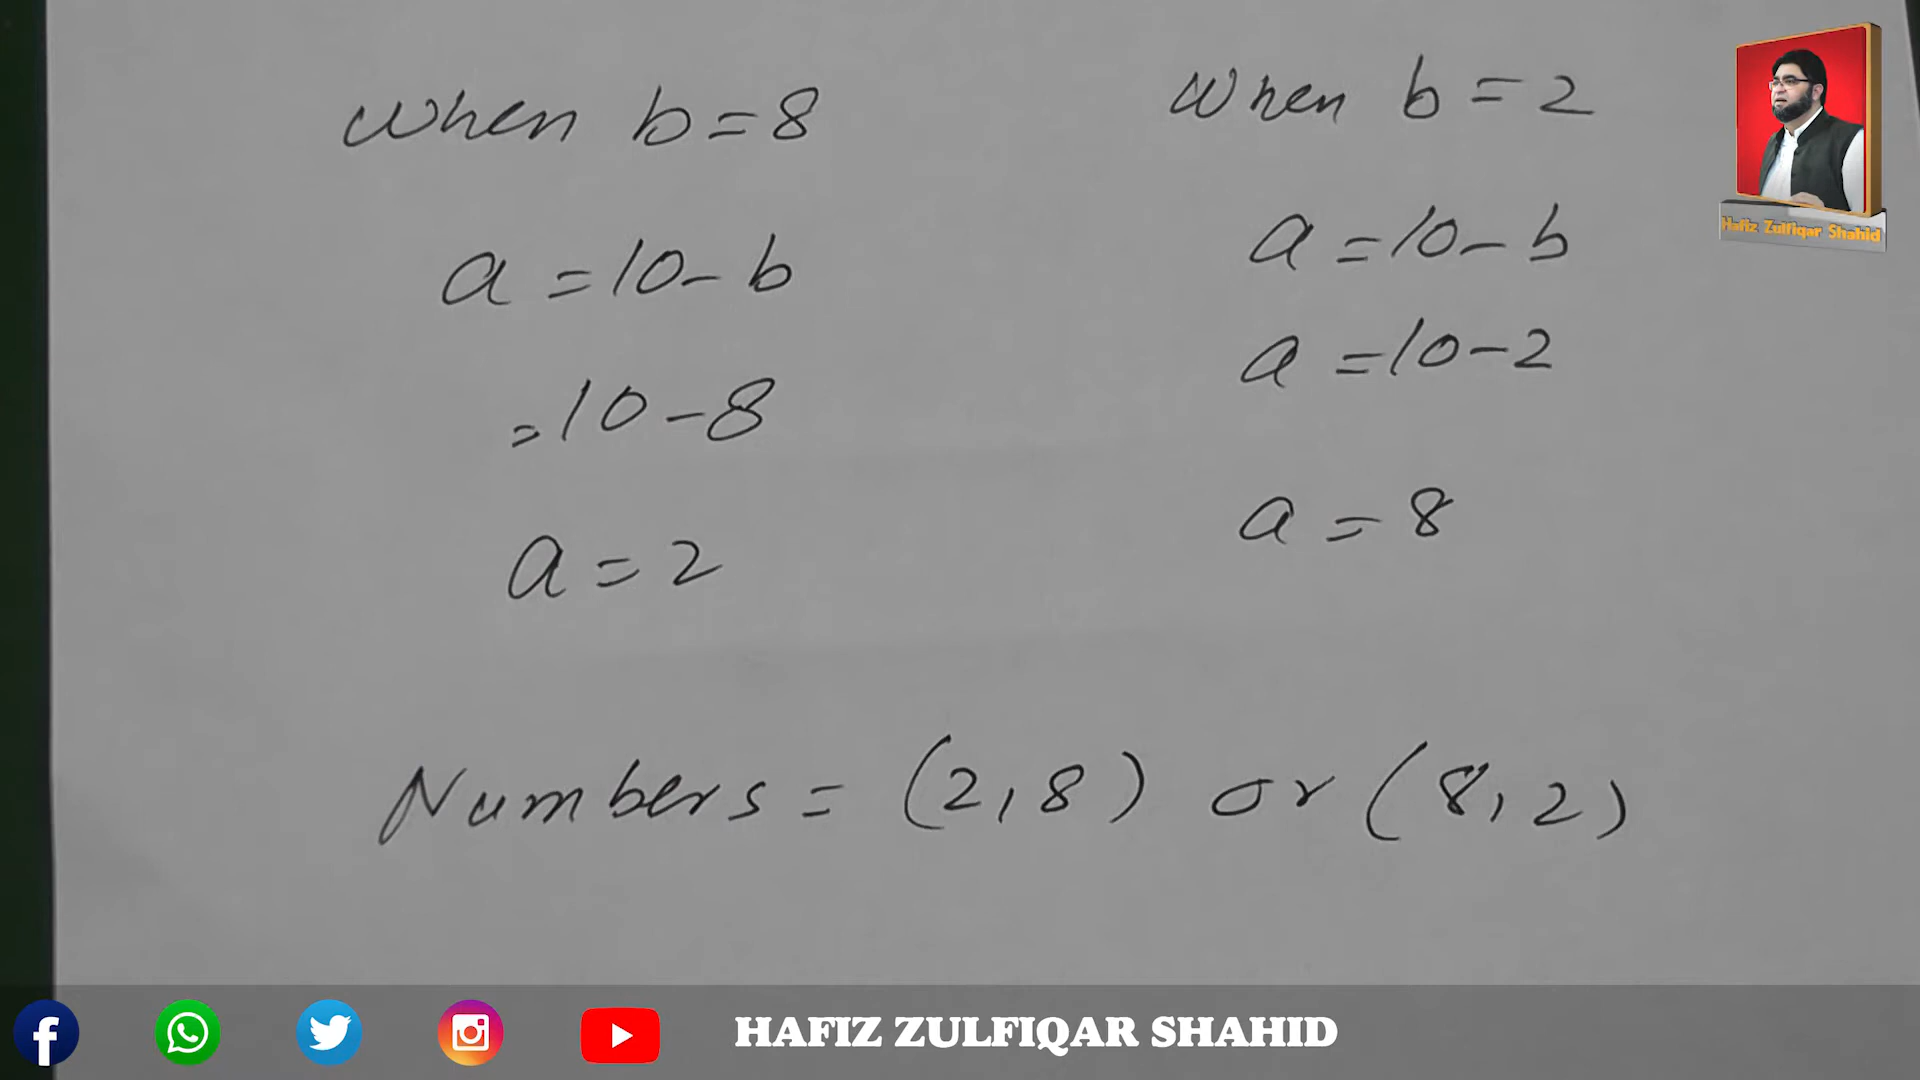 When b=8
a=10-b
=10-8
a=2
When b=2
a=10-b
a=10-2
a=8
Numbers = (2,8) or (8,2)
Hafiz Zulfiqar Shahid
HAFIZ ZULFIQAR SHAHID